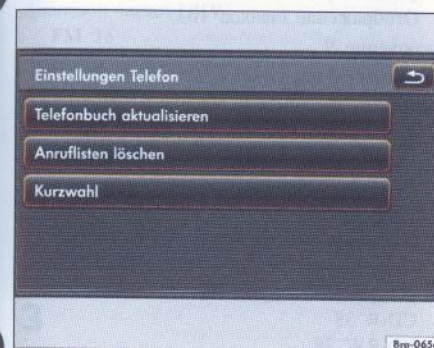 Einstellungen Telefon
Telefonbuch aktualisieren
Anruflisten löschen
Kurzwahl